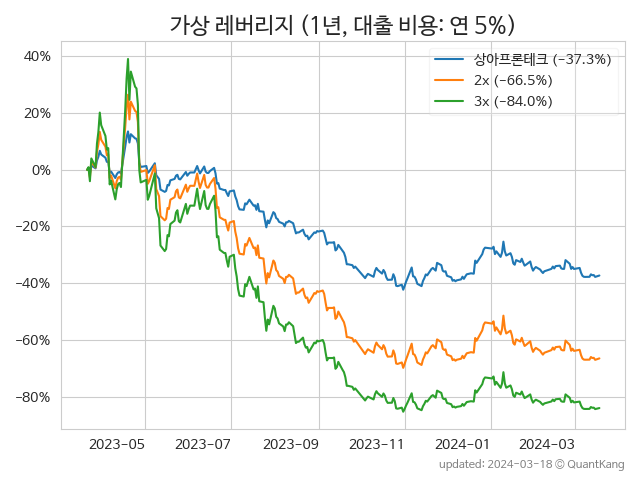 가상 레버리지 (1년, 대출 비용: 연 5%)
상아프론테크 (−37.3%)
2x (−66.5%)
3x (−84.0%)
40%
20%
0%
−20%
−40%
−60%
−80%
2023-05 2023-07 2023-09 2023-11 2024-01 2024-03
updated: 2024-03-18 © QuantKang